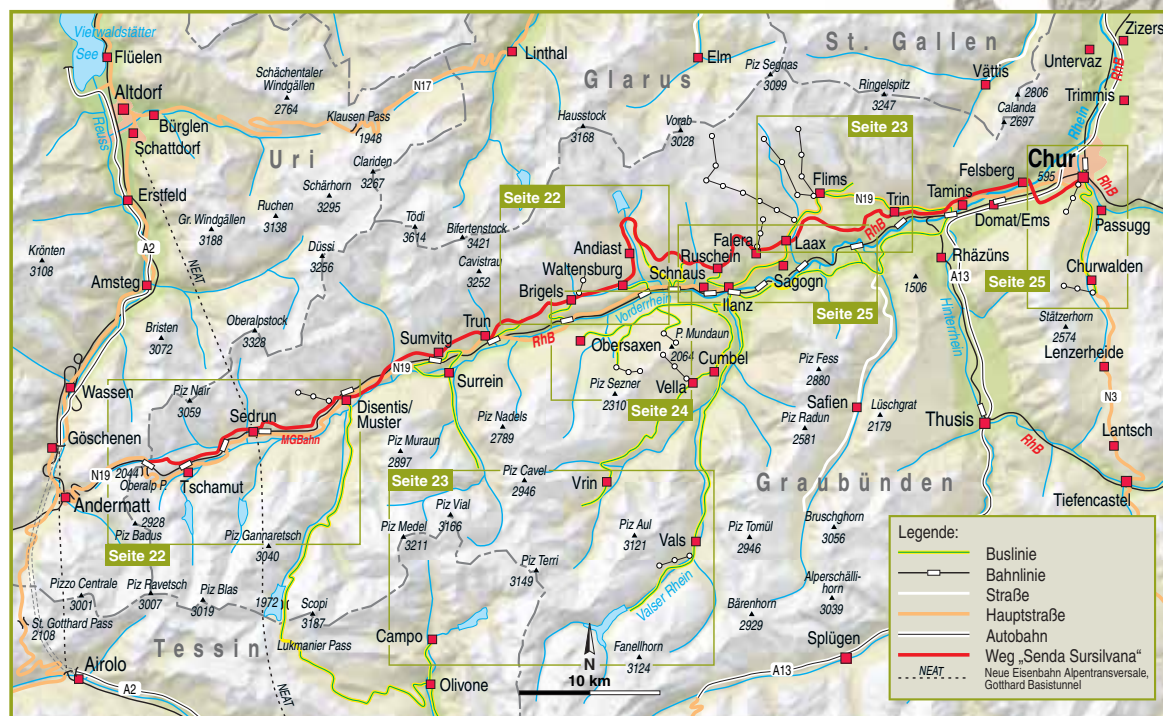 Vierwaldstätter
See
Flüelen
Altdorf
Bürglen
Schattdorf
Reuss
Erstfeld
Schächentaler
Windgällen
2764
Klausen Pass
1948
N17
Linthal
Glarus
Elm
St. Gallen
Piz Segnas
3099
Ringelspitz
3247
Vättis
2806
Calanda
2697
Untervaz
Zizers
RhB
Trimmis
Rhein
Uri
Clariden
3267
Schärhorn
3295
Ruchen
3138
Gr. Windgällen
3188
Krönten
3108
A2
NEAT
Düssi
3256
Tödi
3614
Bifertenstock
3421
Cavistrau
3252
Hausstock
3168
Vorab
3028
Seite 22
Seite 23
Flims
N19
Trin
Tamins
Felsberg
Chur
595
RhB
Domat/Ems
Passugg
Rhäzüns
A13
Hinterrhein
Seite 25
Churwalden
Stätzerhorn
2574
Lenzerheide
N3
Lantsch
Tiefencastel
Amsteg
Bristen
3072
Oberalpstock
3328
Andiast
Waltensburg
Brigels
Ruschein
Schnaus
Falera
Laax
RhB
Sagogn
Ilanz
Seite 25
1506
Vorderrhein
Trun
RhB
Sumvitg
N19
Surrein
Obersaxen
P. Mundaun
2064
Cumbel
Vella
Piz Sezner
2310
Seite 24
Piz Fess
2880
Safien
Lüschgrat
2179
Piz Radun
2581
Thusis
RhB
Wassen
Göschenen
Piz Nair
3059
Sedrun
Disentis/
Muster
MGBahn
N19
2044
Oberalp P.
Tschamut
Andermatt
2928
Piz Badus
Piz Gannaretsch
3040
Seite 22
Piz Nadels
2789
Piz Muraun
2897
Seite 23
Piz Cavel
2946
Vrin
Graubünden
Piz Vial
3166
Piz Medel
3211
Piz Aul
3121
Vals
Piz Tomül
2946
Bruschghorn
3056
Piz Terri
3149
Valser Rhein
Alperschälli-
horn
3039
Bärenhorn
2929
Fanellhorn
3124
Splügen
A13
Pizzo Centrale
3001
Piz Ravetsch
3007
Piz Blas
3019
1972
Scopi
3187
Lukmanier Pass
St. Gotthard Pass
2108
Tessin
NEAT
Airolo
A2
Campo
Olivone
N
10 km
Legende:
Buslinie
Bahnlinie
Straße
Hauptstraße
Autobahn
Weg „Senda Sursilvana“
NEAT Neue Eisenbahn Alpentransversale,
Gotthard Basistunnel